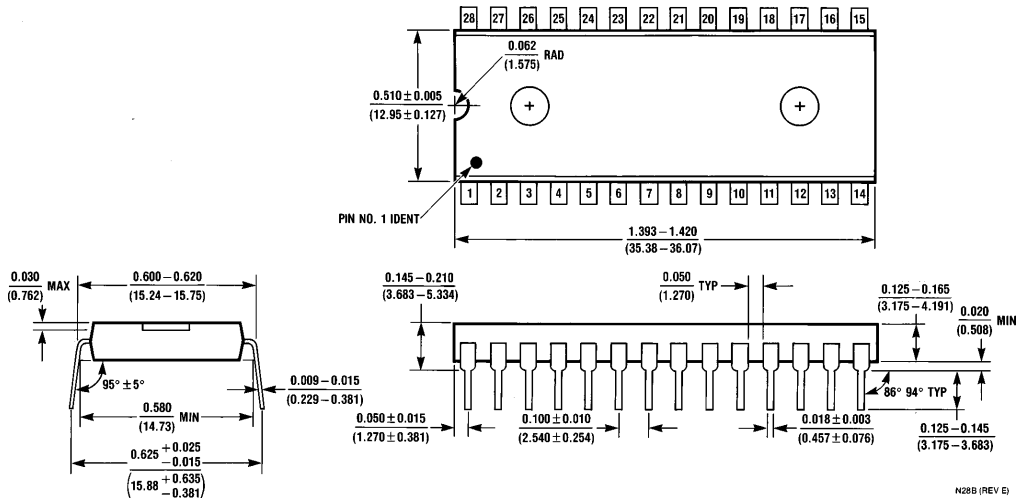 28 27 26 25 24 23 22 21 20 19 18 17 16 15
0.062
(1.575)
RAD
0.510 ± 0.005
(12.95 ± 0.127)
1 2 3 4 5 6 7 8 9 10 11 12 13 14
PIN NO. 1 IDENT
1.393 – 1.420
(35.38 – 36.07)
0.030
(0.762)
MAX
0.600 – 0.620
(15.24 – 15.75)
0.145 – 0.210
(3.683 – 5.334)
0.050
(1.270)
TYP
0.125 – 0.165
(3.175 – 4.191)
0.020
(0.508)
MIN
95° ± 5°
0.009 – 0.015
(0.229 – 0.381)
86° 94° TYP
0.580
(14.73)
MIN
0.050 ± 0.015
(1.270 ± 0.381)
0.100 ± 0.010
(2.540 ± 0.254)
0.018 ± 0.003
(0.457 ± 0.076)
0.125 – 0.145
(3.175 – 3.683)
0.625 + 0.025
– 0.015
(15.88 + 0.635
– 0.381)
N28B (REV E)